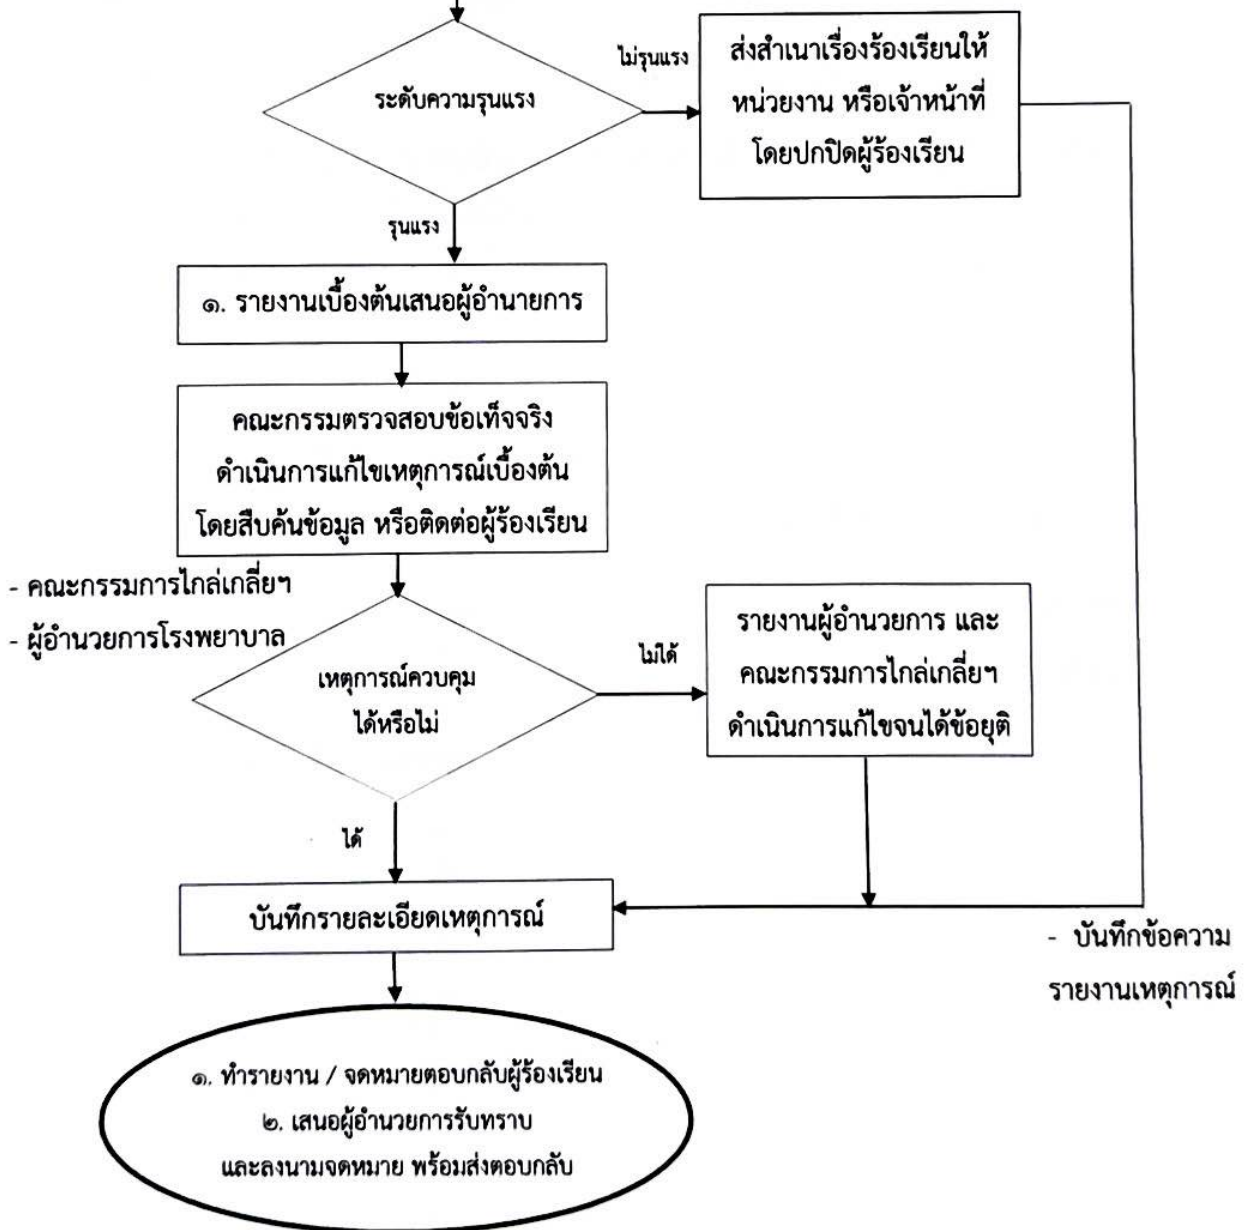 ระดับความรุนแรง
ไม่รุนแรง
ส่งสำเนาเรื่องร้องเรียนให้
หน่วยงาน หรือเจ้าหน้าที่
โดยปกปิดผู้ร้องเรียน
รุนแรง
๑. รายงานเบื้องต้นเสนอผู้อำนายการ
คณะกรรมตรวจสอบข้อเท็จจริง
ดำเนินการแก้ไขเหตุการณ์เบื้องต้น
โดยสืบค้นข้อมูล หรือติดต่อผู้ร้องเรียน
- คณะกรรมการไกล่เกลี่ยฯ
- ผู้อำนวยการโรงพยาบาล
เหตุการณ์ควบคุม
ได้หรือไม่
ไม่ได้
รายงานผู้อำนวยการ และ
คณะกรรมการไกล่เกลี่ยฯ
ดำเนินการแก้ไขจนได้ข้อยุติ
ได้
บันทึกรายละเอียดเหตุการณ์
- บันทึกข้อความ
รายงานเหตุการณ์
๑. ทำรายงาน / จดหมายตอบกลับผู้ร้องเรียน
๒. เสนอผู้อำนวยการรับทราบ
และลงนามจดหมาย พร้อมส่งตอบกลับ